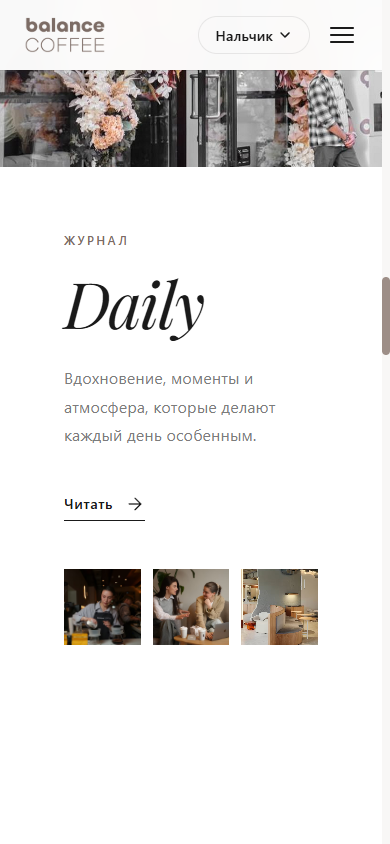 balance
COFFEE
Нальчик
ЖУРНАЛ
Daily
Вдохновение, моменты и
атмосфера, которые делают
каждый день особенным.
Читать